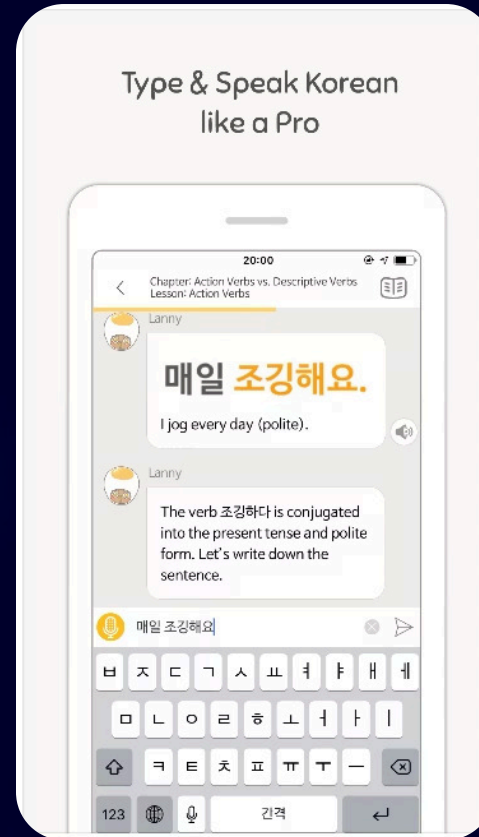 Type & Speak Korean
like a Pro
20:00
Chapter: Action Verbs vs. Descriptive Verbs
Lesson: Action Verbs
Lanny
매일 조깅해요.
I jog every day (polite).
Lanny
The verb 조깅하다 is conjugated
into the present tense and polite
form. Let's write down the
sentence.
매일 조깅해요
ㅂ ㅈ ㄷ ㄱ ㅅ ㅛ ㅕ ㅑ ㅐ ㅔ
ㅁ ㄴ ㅇ ㄹ ㅎ ㅗ ㅓ ㅏ ㅣ
ㅋ ㅌ ㅊ ㅍ ㅠ ㅜ ㅡ
123 간격